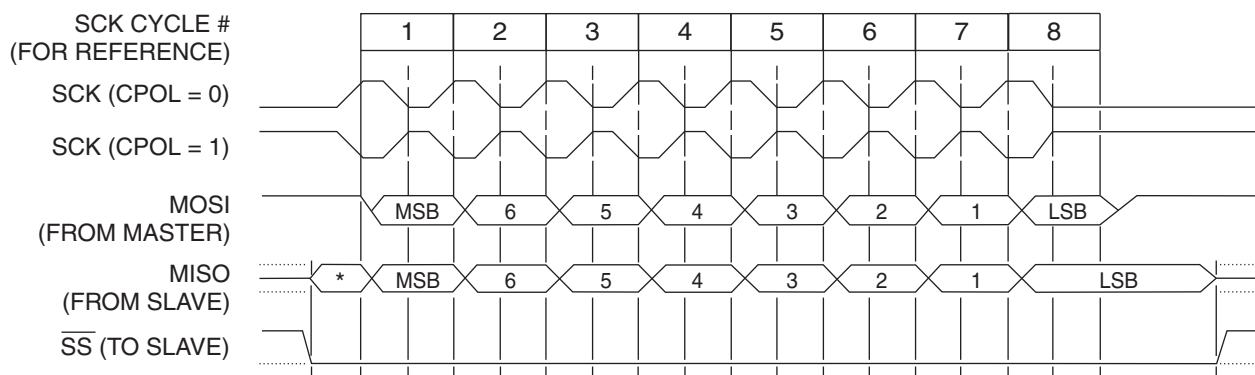 SCK CYCLE #
(FOR REFERENCE)
1 2 3 4 5 6 7 8
SCK (CPOL = 0)
SCK (CPOL = 1)
MOSI
(FROM MASTER)
MSB 6 5 4 3 2 1 LSB
MISO
(FROM SLAVE)
* MSB 6 5 4 3 2 1 LSB
SS (TO SLAVE)